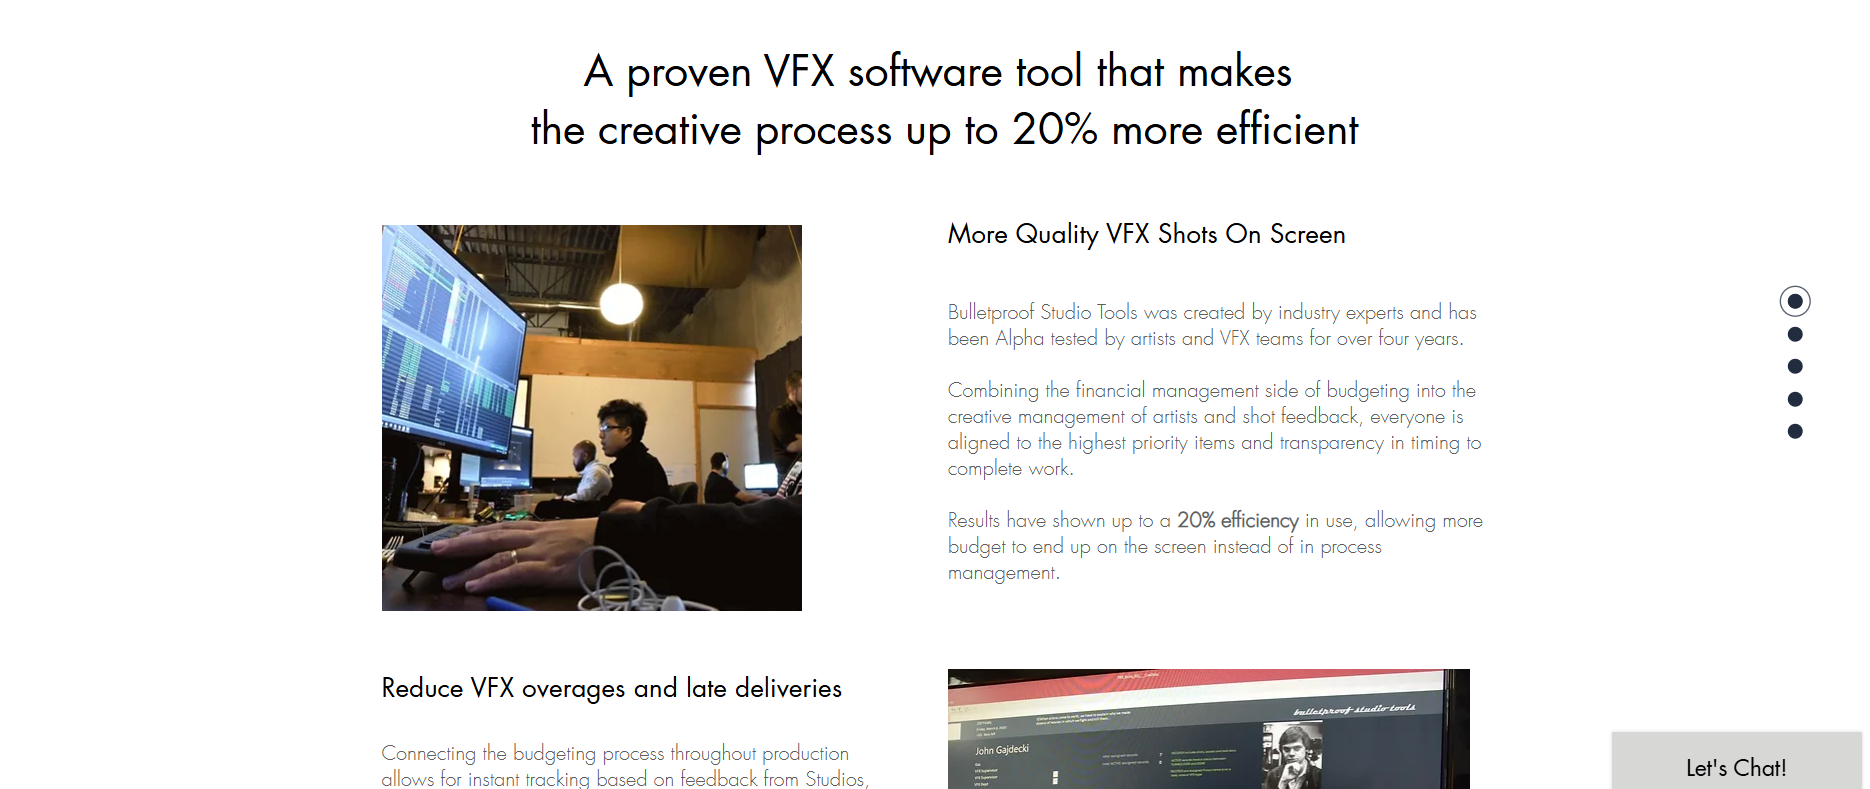 A proven VFX software tool that makes
the creative process up to 20% more efficient
More Quality VFX Shots On Screen
Bulletproof Studio Tools was created by industry experts and has
been Alpha tested by artists and VFX teams for over four years.
Combining the financial management side of budgeting into the
creative management of artists and shot feedback, everyone is
aligned to the highest priority items and transparency in timing to
complete work.
Results have shown up to a 20% efficiency in use, allowing more
budget to end up on the screen instead of in process
management.
Reduce VFX overages and late deliveries
Connecting the budgeting process throughout production
allows for instant tracking based on feedback from Studios,
bulletproof studio tools
John Gajdecki
VFX Supervisor
Let's Chat!